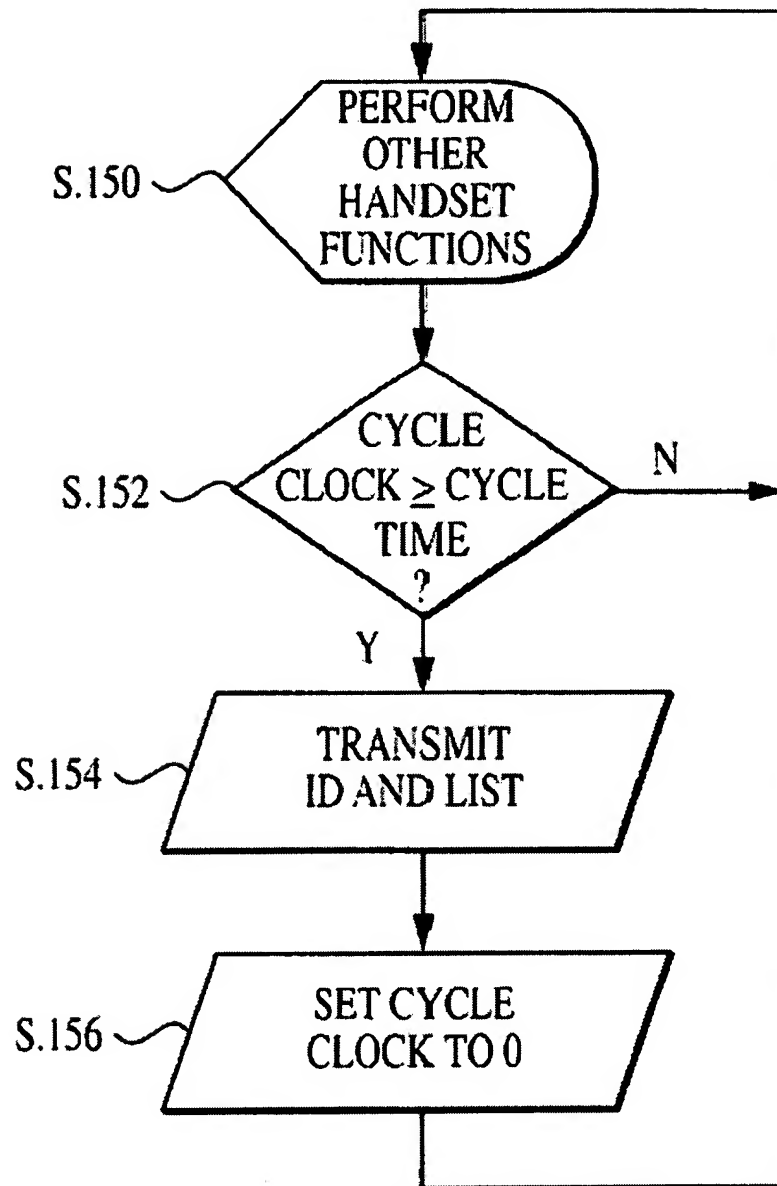 PERFORM
OTHER
HANDSET
FUNCTIONS
S.150
CYCLE
CLOCK ≥ CYCLE
TIME
?
S.152
N
Y
TRANSMIT
ID AND LIST
S.154
SET CYCLE
CLOCK TO 0
S.156